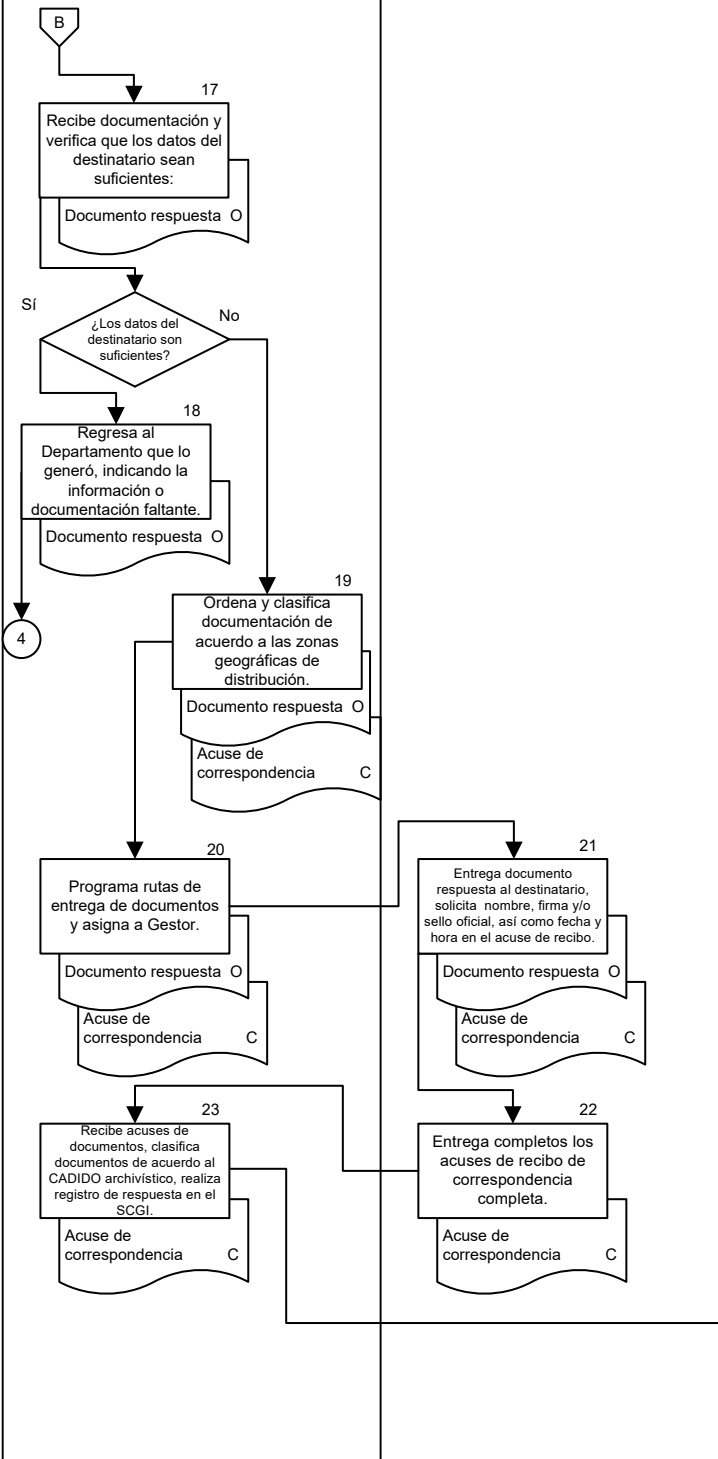 B
17
Recibe documentación y
verifica que los datos del
destinatario sean
suficientes:
Documento respuesta O
Sí
No
¿Los datos del
destinatario son
suficientes?
18
Regresa al
Departamento que lo
generó, indicando la
información o
documentación faltante.
Documento respuesta O
4
19
Ordena y clasifica
documentación de
acuerdo a las zonas
geográficas de
distribución.
Documento respuesta O
Acuse de
correspondencia C
20
Programa rutas de
entrega de documentos
y asigna a Gestor.
Documento respuesta O
Acuse de
correspondencia C
21
Entrega documento
respuesta al destinatario,
solicita nombre, firma y/o
sello oficial, así como fecha y
hora en el acuse de recibo.
Documento respuesta O
Acuse de
correspondencia C
22
Entrega completos los
acuses de recibo de
correspondencia
completa.
Acuse de
correspondencia C
23
Recibe acuses de
documentos, clasifica
documentos de acuerdo al
CADIDO archivístico, realiza
registro de respuesta en el
SCGI.
Acuse de
correspondencia C